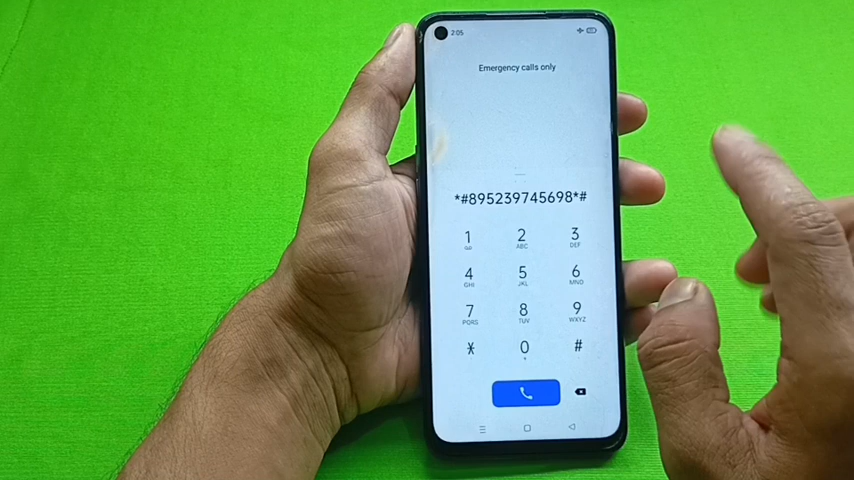 2:05
Emergency calls only
*#895239745698*#
1 2 3
ABC DEF
4 5 6
GHI JKL MNO
7 8 9
PQRS TUV WXYZ
* 0 #
+